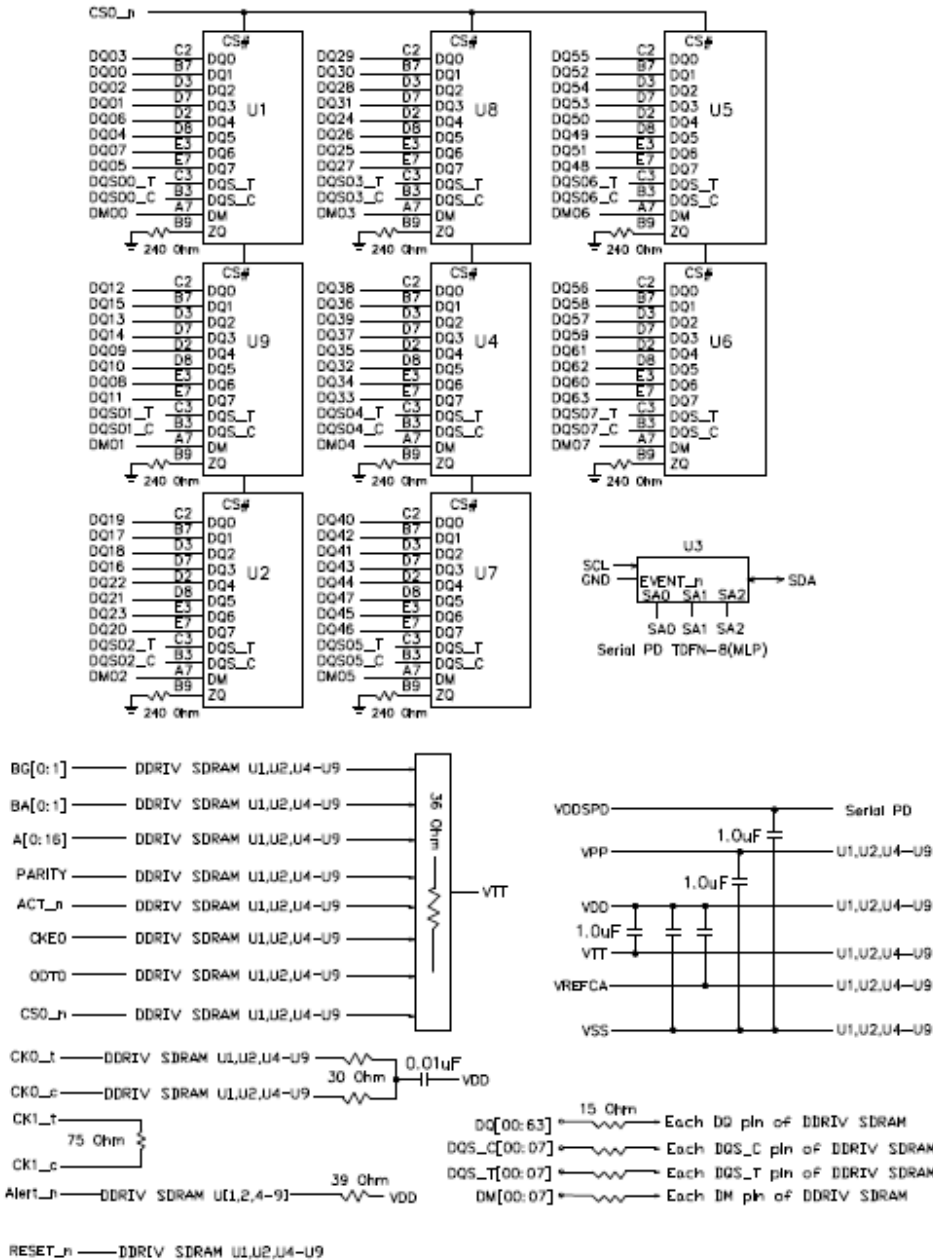 CS0_n
CS#
DQ03 C2 DQ0
DQ00 B7 DQ1
DQ02 D3 DQ2
DQ01 D7 DQ3
DQ06 D2 DQ4
DQ04 D8 DQ5
DQ07 E3 DQ6
DQ05 E7 DQ7
DQS00_T C3 DQS_T
DQS00_C B3 DQS_C
DM00 A7 DM
B9 ZQ
240 Ohm
U1
CS#
DQ29 C2 DQ0
DQ30 B7 DQ1
DQ28 D3 DQ2
DQ31 D7 DQ3
DQ24 D2 DQ4
DQ26 D8 DQ5
DQ25 E3 DQ6
DQ27 E7 DQ7
DQS03_T C3 DQS_T
DQS03_C B3 DQS_C
DM03 A7 DM
B9 ZQ
240 Ohm
U8
CS#
DQ55 C2 DQ0
DQ52 B7 DQ1
DQ54 D3 DQ2
DQ53 D7 DQ3
DQ50 D2 DQ4
DQ49 D8 DQ5
DQ51 E3 DQ6
DQ48 E7 DQ7
DQS06_T C3 DQS_T
DQS06_C B3 DQS_C
DM06 A7 DM
B9 ZQ
240 Ohm
U5
CS#
DQ12 C2 DQ0
DQ15 B7 DQ1
DQ13 D3 DQ2
DQ14 D7 DQ3
DQ09 D2 DQ4
DQ10 D8 DQ5
DQ08 E3 DQ6
DQ11 E7 DQ7
DQS01_T C3 DQS_T
DQS01_C B3 DQS_C
DM01 A7 DM
B9 ZQ
240 Ohm
U9
CS#
DQ38 C2 DQ0
DQ36 B7 DQ1
DQ39 D3 DQ2
DQ37 D7 DQ3
DQ35 D2 DQ4
DQ32 D8 DQ5
DQ34 E3 DQ6
DQ33 E7 DQ7
DQS04_T C3 DQS_T
DQS04_C B3 DQS_C
DM04 A7 DM
B9 ZQ
240 Ohm
U4
CS#
DQ56 C2 DQ0
DQ58 B7 DQ1
DQ57 D3 DQ2
DQ59 D7 DQ3
DQ61 D2 DQ4
DQ62 D8 DQ5
DQ60 E3 DQ6
DQ63 E7 DQ7
DQS07_T C3 DQS_T
DQS07_C B3 DQS_C
DM07 A7 DM
B9 ZQ
240 Ohm
U6
CS#
DQ19 C2 DQ0
DQ17 B7 DQ1
DQ18 D3 DQ2
DQ16 D7 DQ3
DQ22 D2 DQ4
DQ21 D8 DQ5
DQ23 E3 DQ6
DQ20 E7 DQ7
DQS02_T C3 DQS_T
DQS02_C B3 DQS_C
DM02 A7 DM
B9 ZQ
240 Ohm
U2
CS#
DQ40 C2 DQ0
DQ42 B7 DQ1
DQ41 D3 DQ2
DQ43 D7 DQ3
DQ44 D2 DQ4
DQ47 D8 DQ5
DQ45 E3 DQ6
DQ46 E7 DQ7
DQS05_T C3 DQS_T
DQS05_C B3 DQS_C
DM05 A7 DM
B9 ZQ
240 Ohm
U7
U3
SCL
GND EVENT_n SDA
SA0 SA1 SA2
SA0 SA1 SA2
Serial PD TDFN-8(MLP)
BG[0:1] DDRIV SDRAM U1,U2,U4-U9
BA[0:1] DDRIV SDRAM U1,U2,U4-U9
A[0:16] DDRIV SDRAM U1,U2,U4-U9
PARITY DDRIV SDRAM U1,U2,U4-U9
ACT_n DDRIV SDRAM U1,U2,U4-U9
CKE0 DDRIV SDRAM U1,U2,U4-U9
ODT0 DDRIV SDRAM U1,U2,U4-U9
CS0_n DDRIV SDRAM U1,U2,U4-U9
36 Ohm
VTT
VDDSPD Serial PD
1.0uF
VPP U1,U2,U4-U9
1.0uF
VDD U1,U2,U4-U9
1.0uF
VTT U1,U2,U4-U9
VREFCA U1,U2,U4-U9
VSS U1,U2,U4-U9
CK0_t DDRIV SDRAM U1,U2,U4-U9
30 Ohm 0.01uF VDD
CK0_c DDRIV SDRAM U1,U2,U4-U9
CK1_t
75 Ohm
CK1_c
Alert_n DDRIV SDRAM U[1,2,4-9] 39 Ohm VDD
RESET_n DDRIV SDRAM U1,U2,U4-U9
15 Ohm
DQ[00:63] Each DQ pin of DDRIV SDRAM
DQS_C[00:07] Each DQS_C pin of DDRIV SDRAM
DQS_T[00:07] Each DQS_T pin of DDRIV SDRAM
DM[00:07] Each DM pin of DDRIV SDRAM